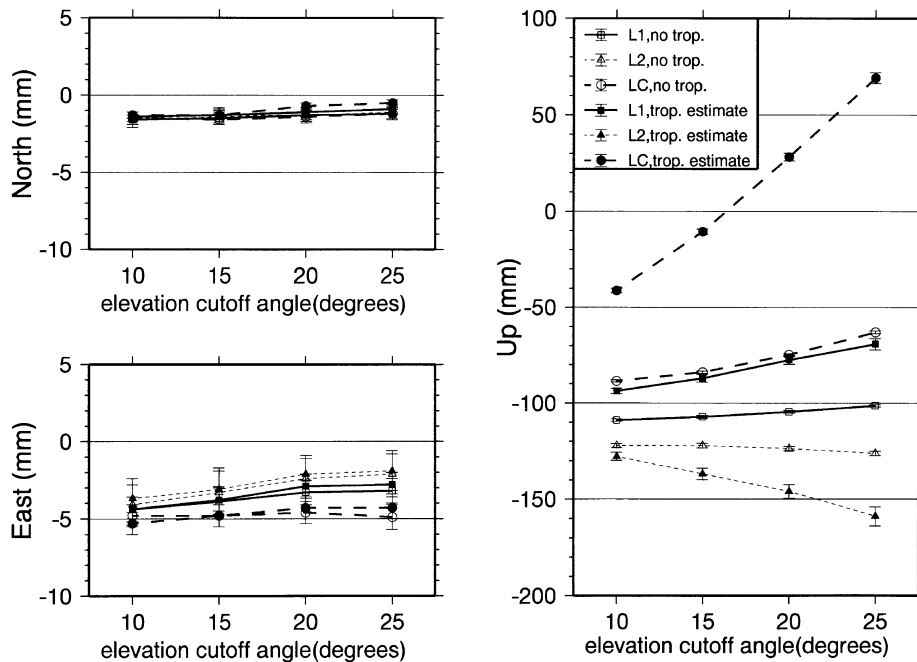 5
0
-5
-10
North (mm)
10 15 20 25
elevation cutoff angle(degrees)
5
0
-5
-10
East (mm)
10 15 20 25
elevation cutoff angle(degrees)
100
50
0
-50
-100
-150
-200
Up (mm)
L1,no trop.
L2,no trop.
LC,no trop.
L1,trop. estimate
L2,trop. estimate
LC,trop. estimate
10 15 20 25
elevation cutoff angle(degrees)